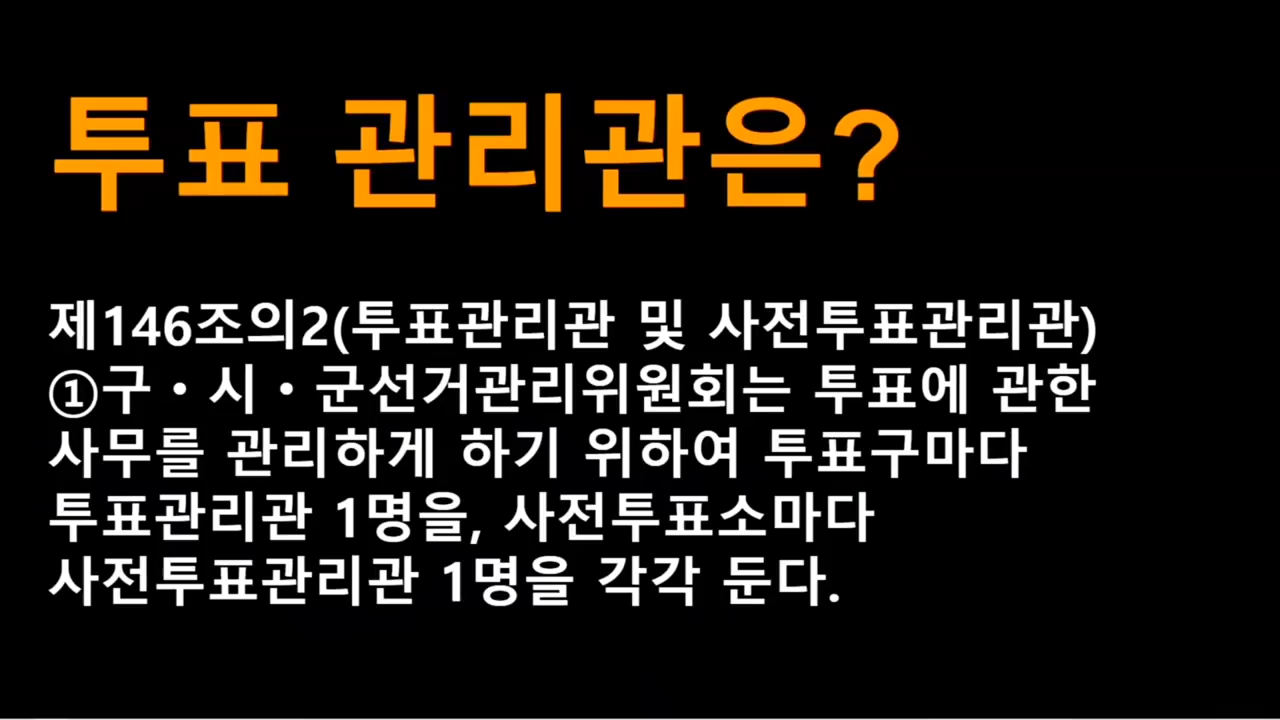 투표 관리관은?
제146조의2(투표관리관 및 사전투표관리관)
①구・시・군선거관리위원회는 투표에 관한
사무를 관리하게 하기 위하여 투표구마다
투표관리관 1명을, 사전투표소마다
사전투표관리관 1명을 각각 둔다.